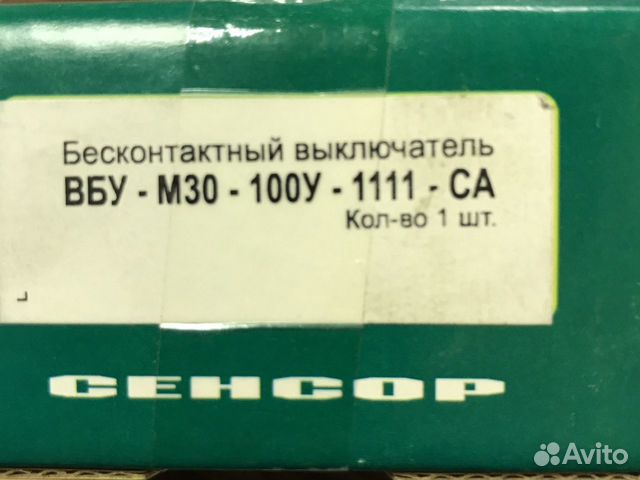 Бесконтактный выключатель
ВБУ - М30 - 100У - 1111 - СА
Кол-во 1 шт.
СЕНСОР
Avito